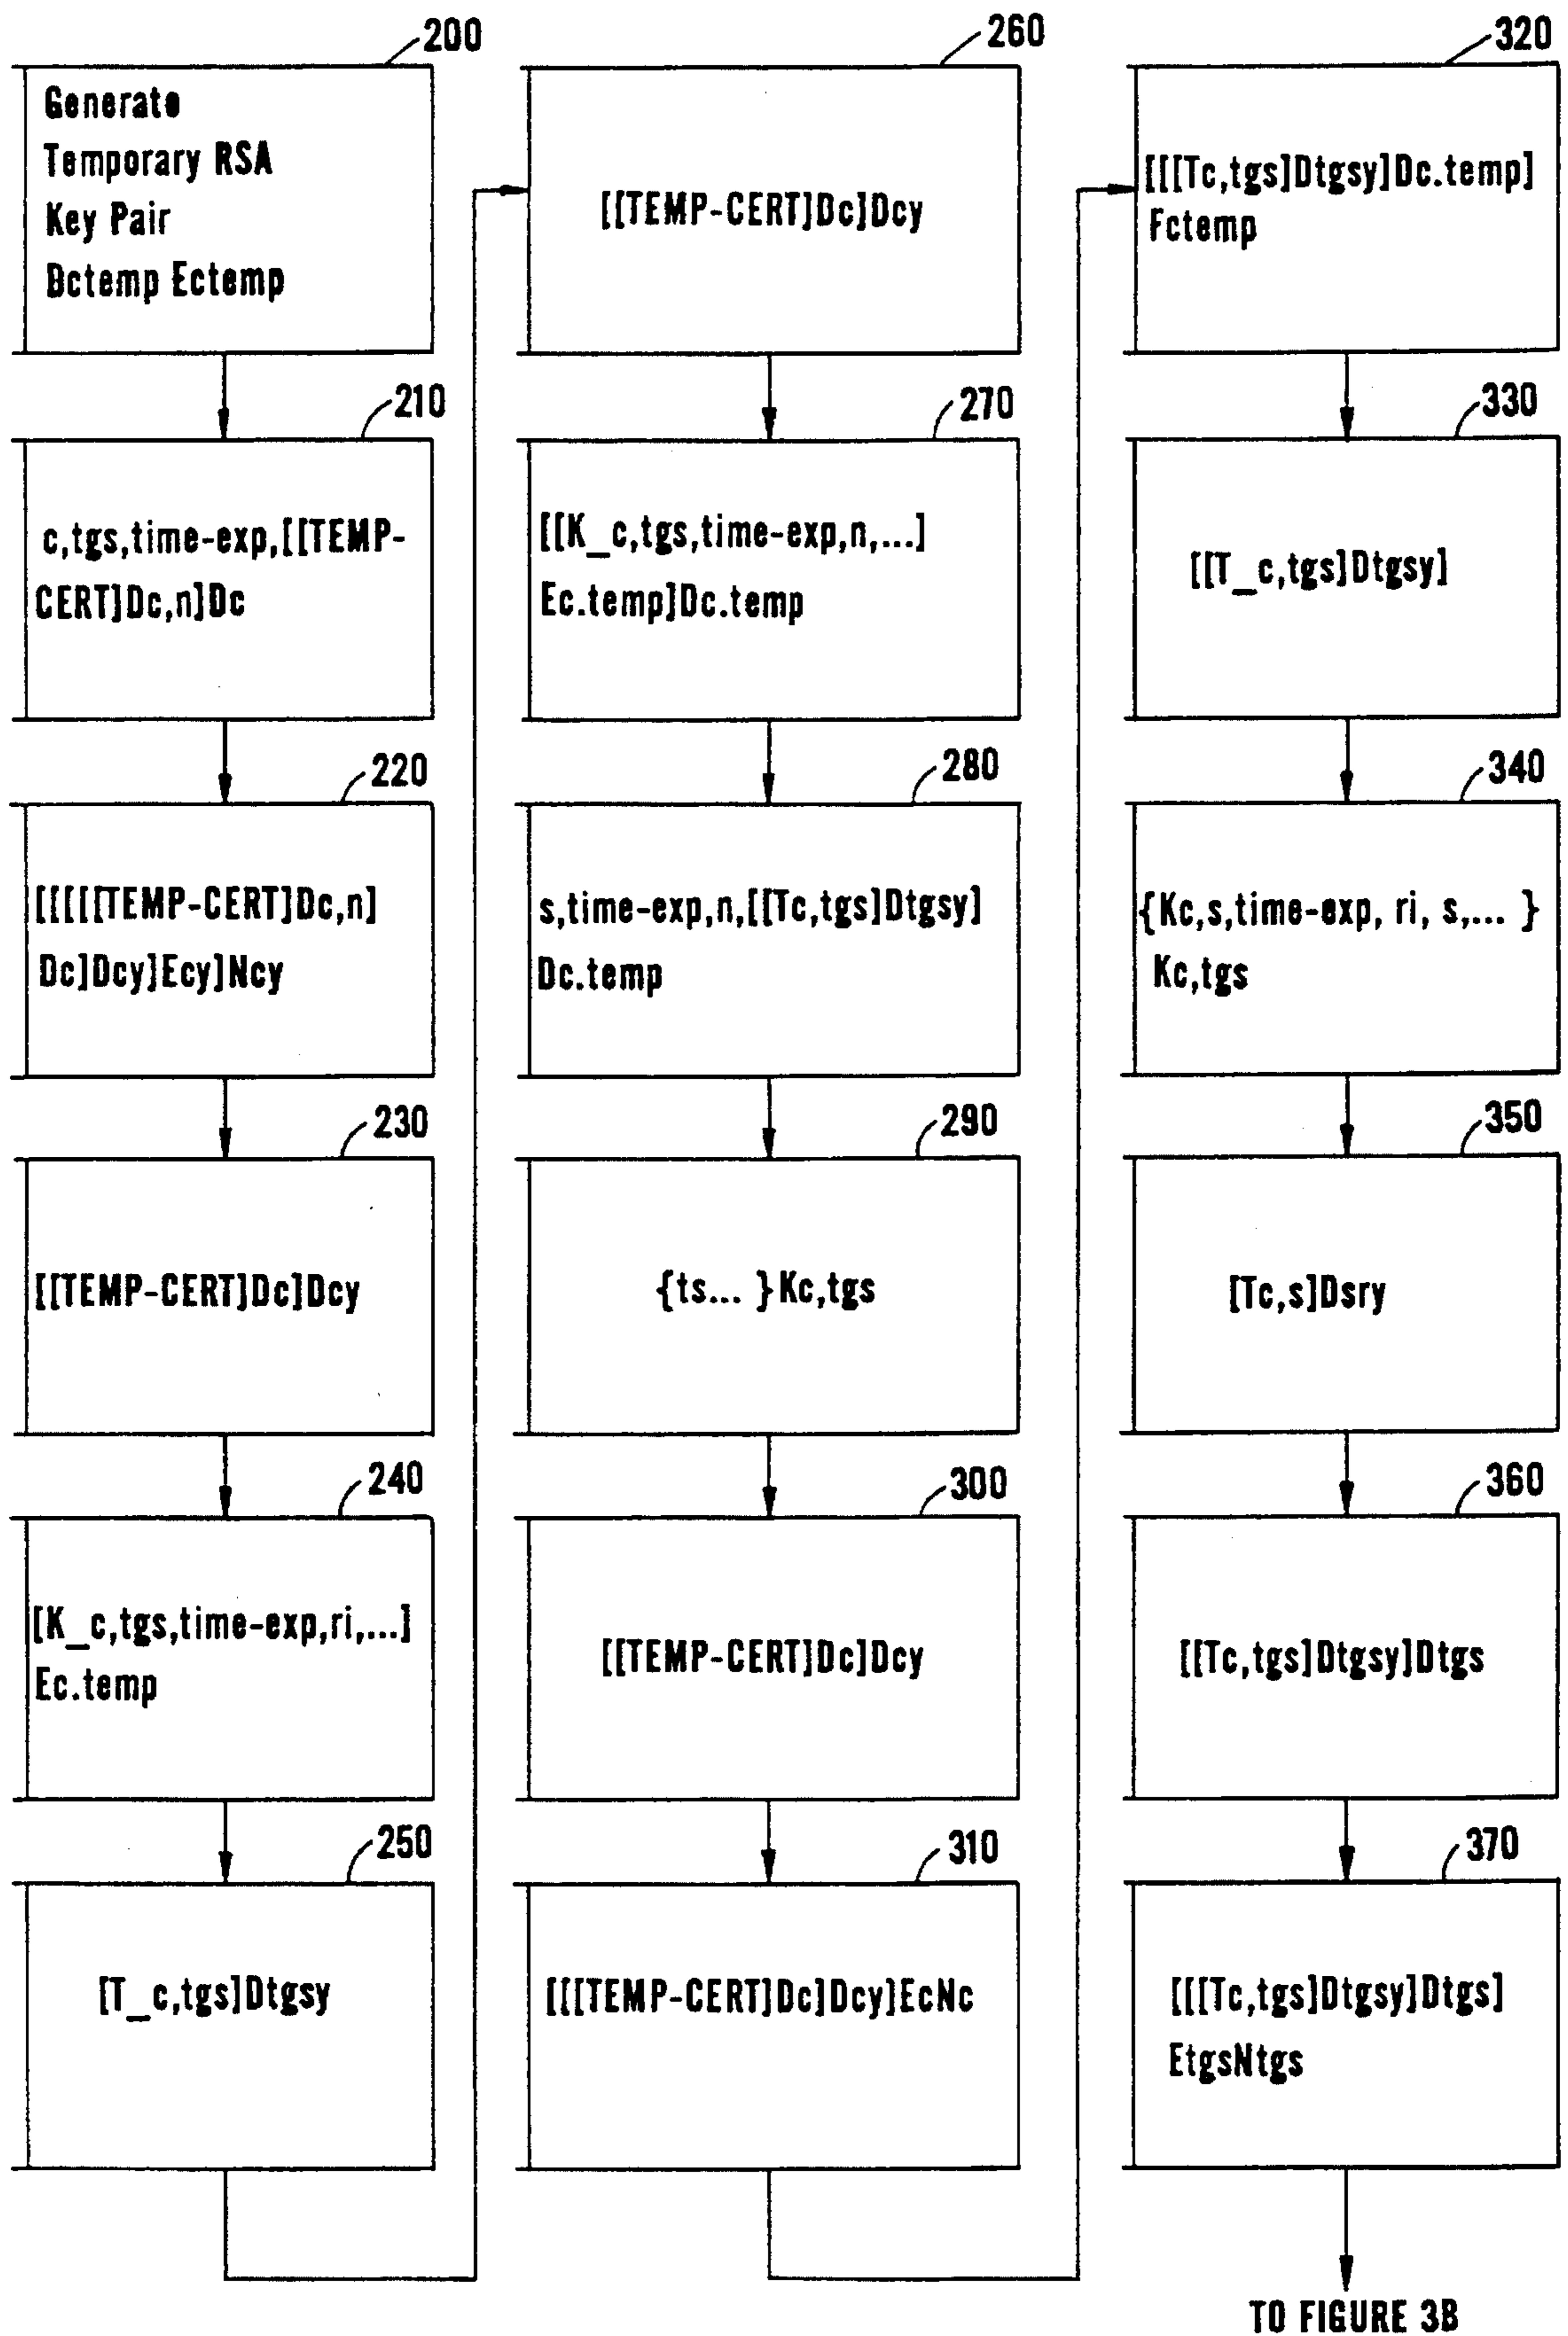 200
Generate
Temporary RSA
Key Pair
Dctemp Ectemp
210
c,tgs,time-exp,[[TEMP-
CERT]Dc,n]Dc
220
[[[[[TEMP-CERT]Dc,n]
Dc]Dcy]Ecy]Ncy
230
[[TEMP-CERT]Dc]Dcy
240
[K_c,tgs,time-exp,ri,...]
Ec.temp
250
[T_c,tgs]Dtgsy
260
[[TEMP-CERT]Dc]Dcy
270
[[K_c,tgs,time-exp,n,...]
Ec.temp]Dc.temp
280
s,time-exp,n,[[Tc,tgs]Dtgsy]
Dc.temp
290
{ts... }Kc,tgs
300
[[TEMP-CERT]Dc]Dcy
310
[[[TEMP-CERT]Dc]Dcy]EcNc
320
[[[Tc,tgs]Dtgsy]Dc.temp]
Fctemp
330
[[T_c,tgs]Dtgsy]
340
{Kc,s,time-exp, ri, s,... }
Kc,tgs
350
[Tc,s]Dsry
360
[[Tc,tgs]Dtgsy]Dtgs
370
[[[Tc,tgs]Dtgsy]Dtgs]
EtgsNtgs
TO FIGURE 3B